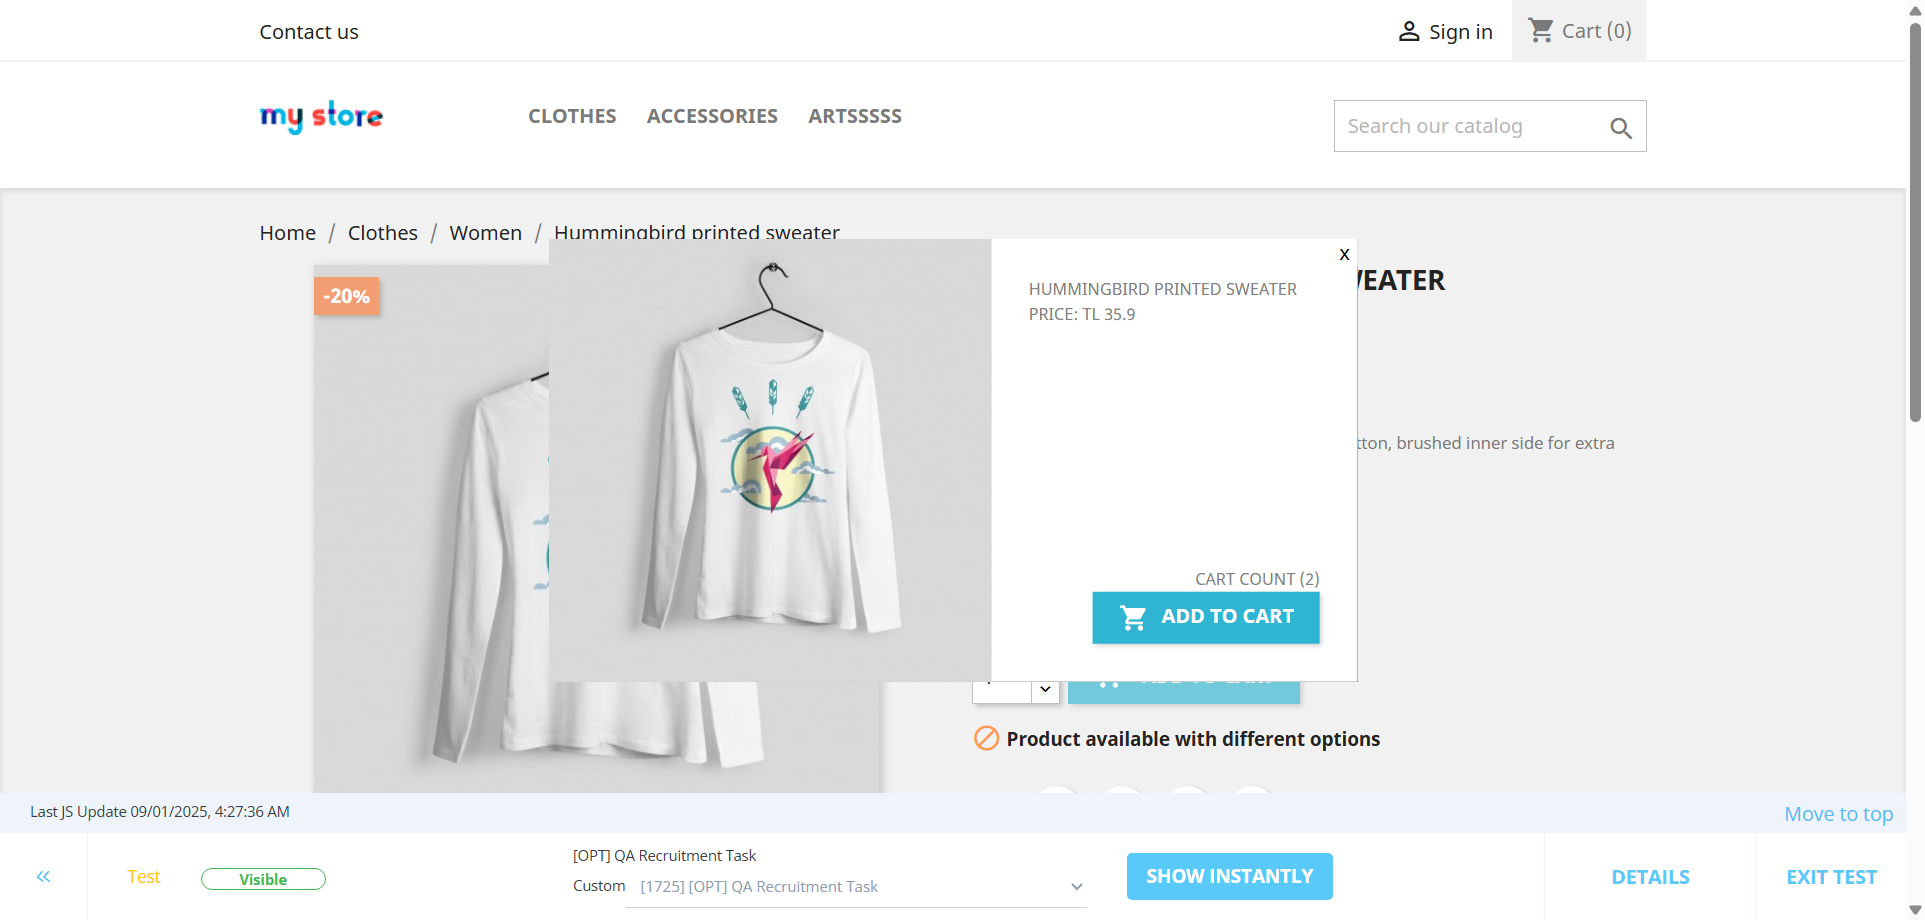 Contact us
Sign in
Cart (0)
my store
CLOTHES
ACCESSORIES
ARTSSSSS
Search our catalog
Home / Clothes / Women / Hummingbird printed sweater
-20%
X
HUMMINGBIRD PRINTED SWEATER
PRICE: TL 35.9
EATER
tton, brushed inner side for extra
CART COUNT (2)
ADD TO CART
Product available with different options
Last JS Update 09/01/2025, 4:27:36 AM
Move to top
«
Test
Visible
[OPT] QA Recruitment Task
Custom
[1725] [OPT] QA Recruitment Task
SHOW INSTANTLY
DETAILS
EXIT TEST